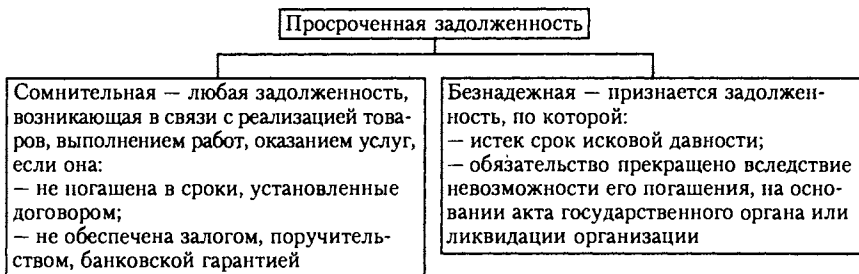 Просроченная задолженность
Сомнительная — любая задолженность,
возникающая в связи с реализацией това-
ров, выполнением работ, оказанием услуг,
если она:
— не погашена в сроки, установленные
договором;
— не обеспечена залогом, поручитель-
ством, банковской гарантией
Безнадежная — признается задолжен-
ность, по которой:
— истек срок исковой давности;
— обязательство прекращено вследствие
невозможности его погашения, на осно-
вании акта государственного органа или
ликвидации организации